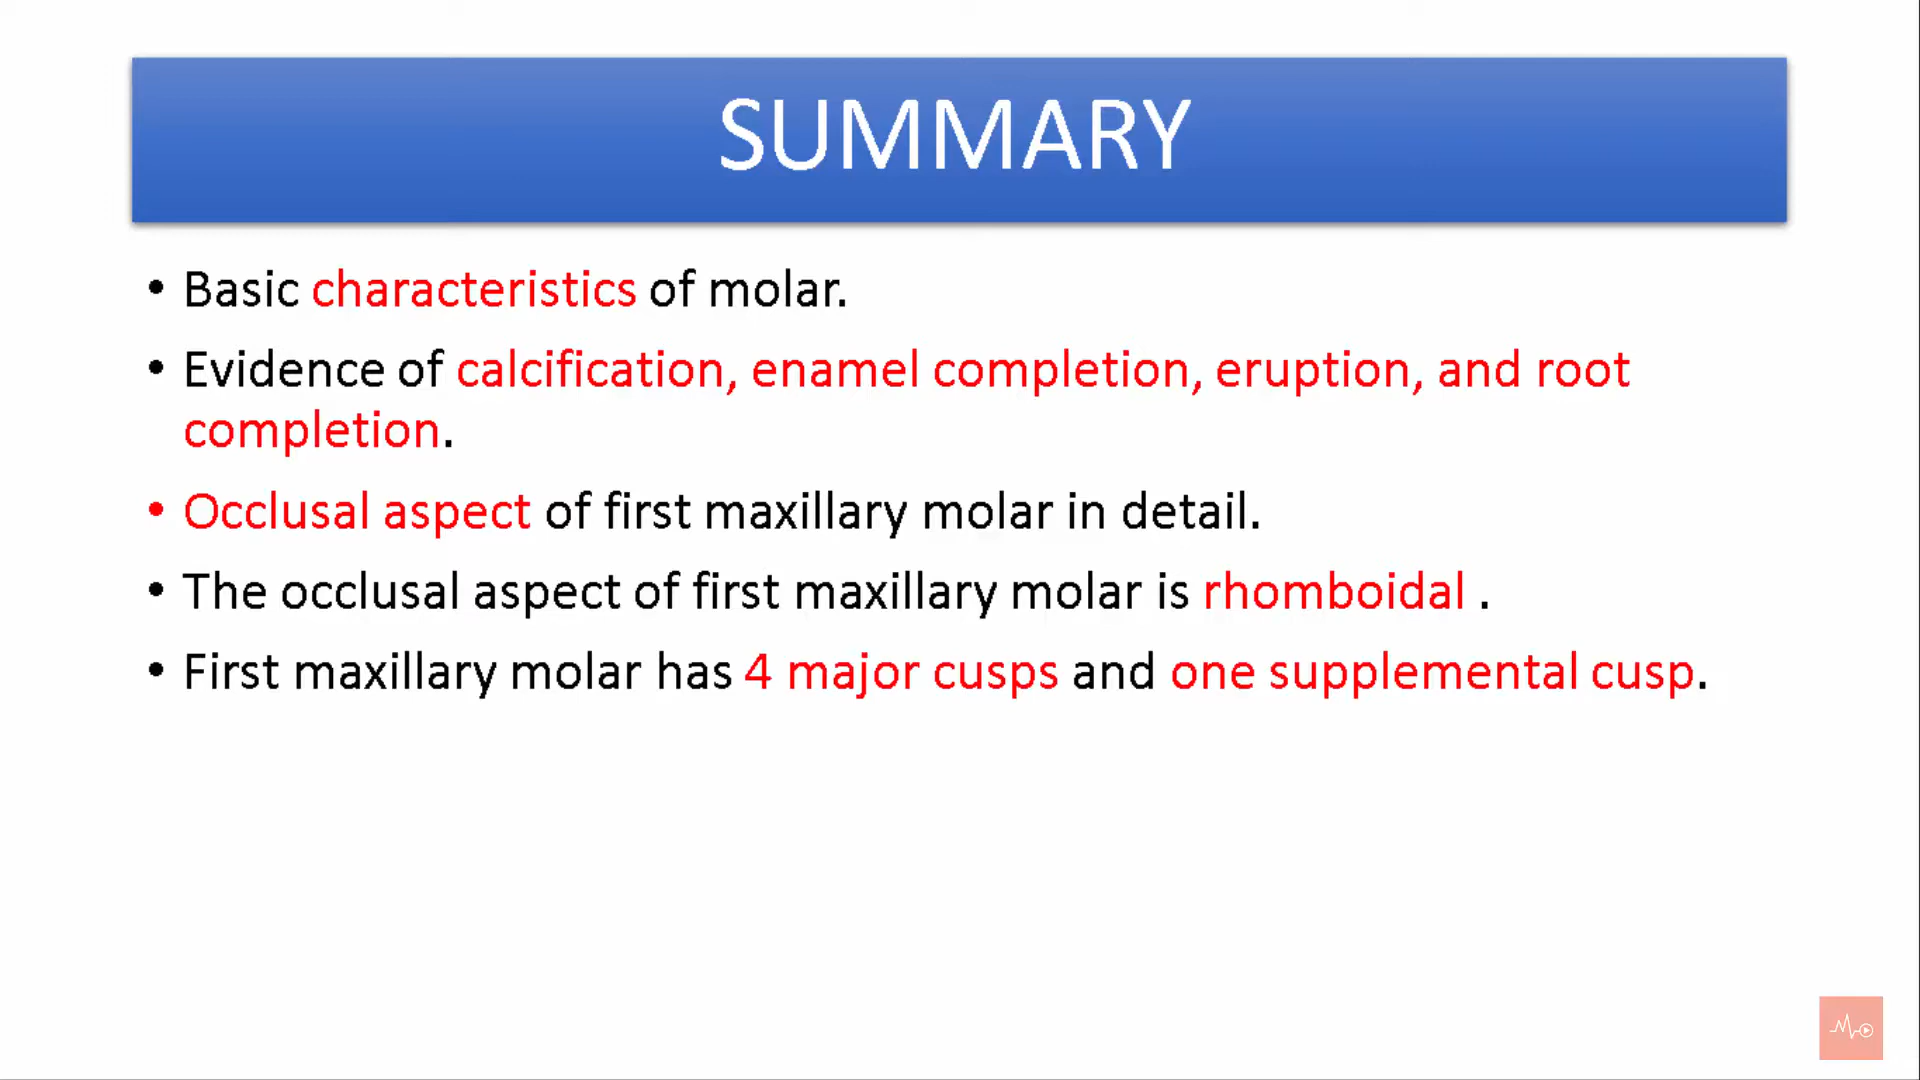 SUMMARY
• Basic characteristics of molar.
• Evidence of calcification, enamel completion, eruption, and root
completion.
• Occlusal aspect of first maxillary molar in detail.
• The occlusal aspect of first maxillary molar is rhomboidal .
• First maxillary molar has 4 major cusps and one supplemental cusp.